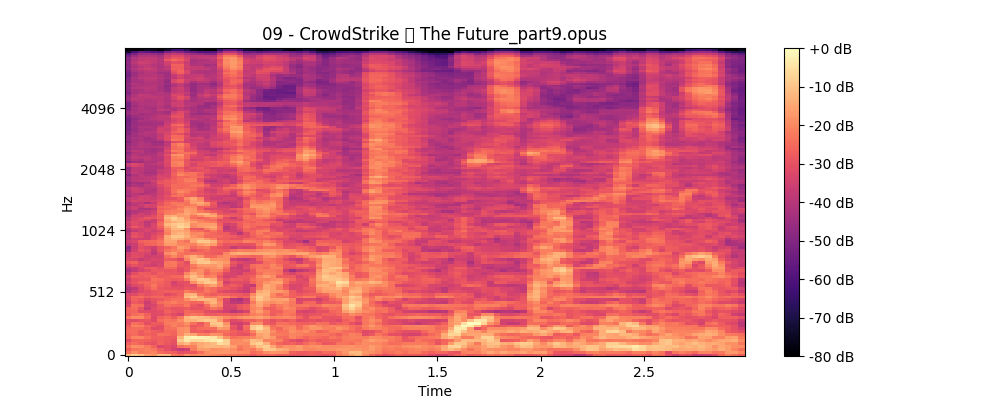 09 - CrowdStrike ▯ The Future_part9.opus
Hz
4096
2048
1024
512
0
0
0.5
1
1.5
2
2.5
Time
+0 dB
-10 dB
-20 dB
-30 dB
-40 dB
-50 dB
-60 dB
-70 dB
-80 dB